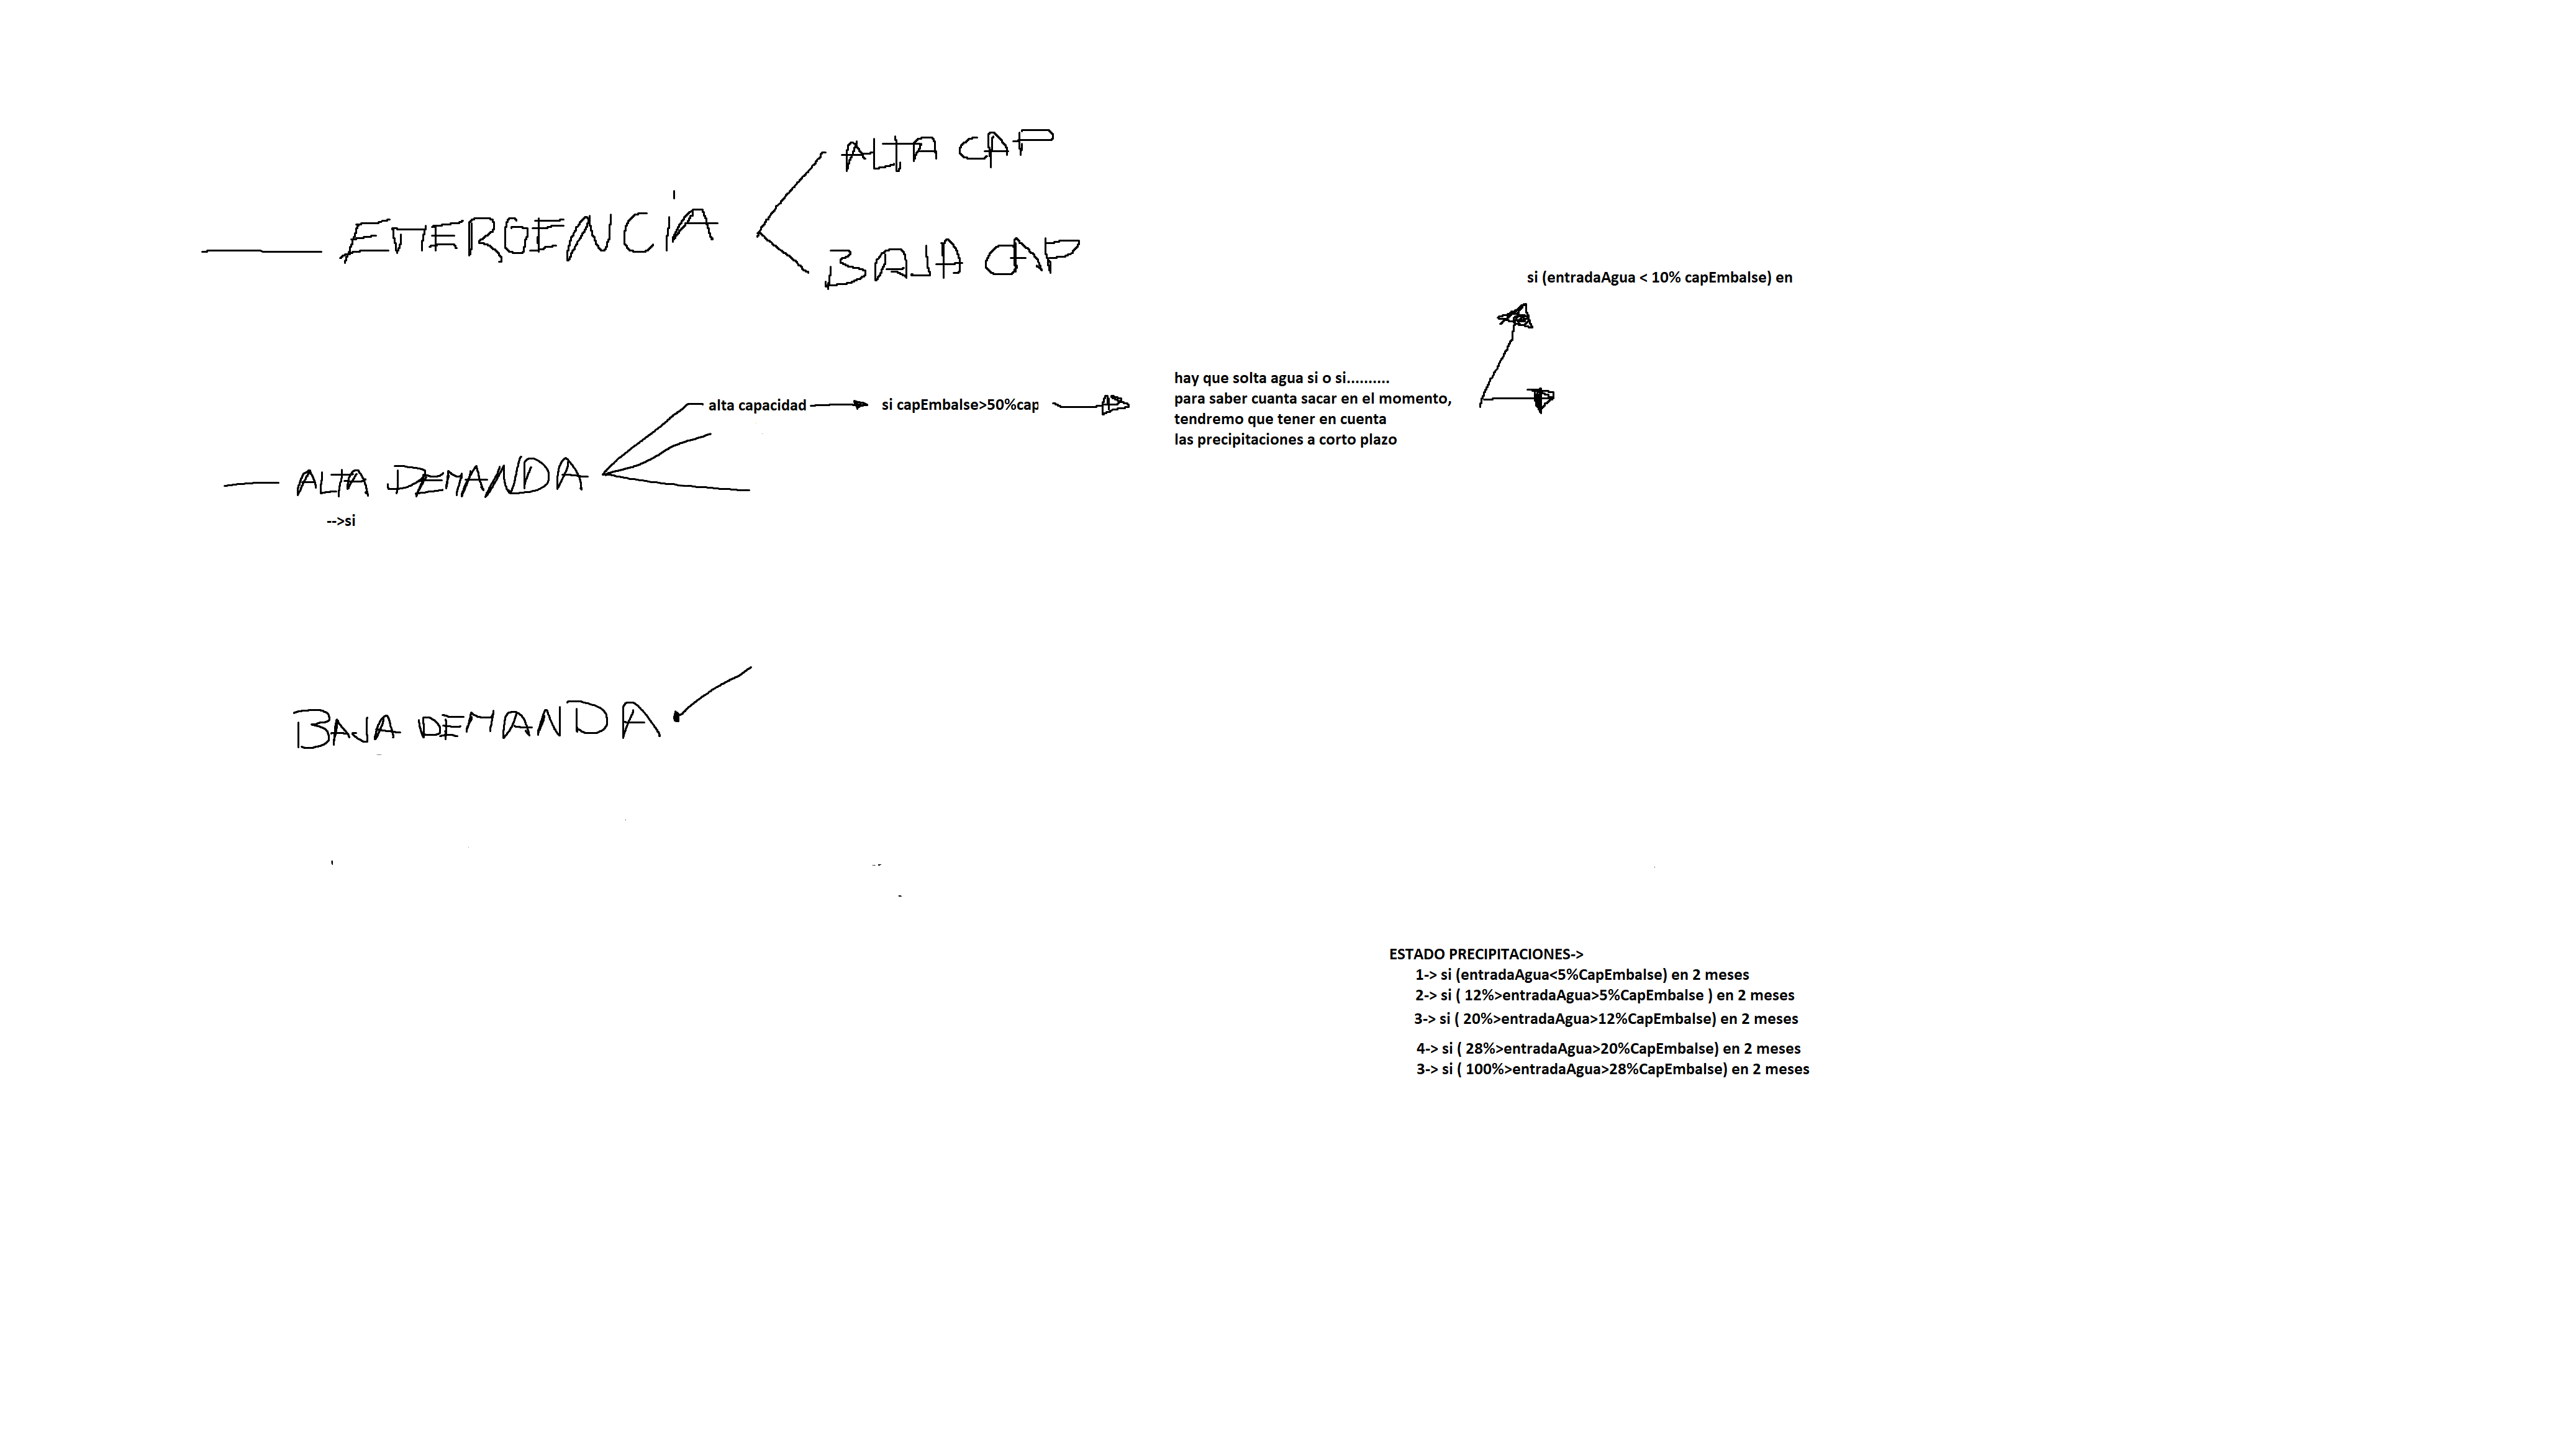 ALTA CAP
EMERGENCIA
BAJA CAP
si (entradaAgua < 10% capEmbalse) en
hay que solta agua si o si..........
para saber cuanta sacar en el momento,
tendremo que tener en cuenta
las precipitaciones a corto plazo
alta capacidad
si capEmbalse>50%cap
ALTA DEMANDA
-->si
BAJA DEMANDA
ESTADO PRECIPITACIONES->
1-> si (entradaAgua<5%CapEmbalse) en 2 meses
2-> si ( 12%>entradaAgua>5%CapEmbalse ) en 2 meses
3-> si ( 20%>entradaAgua>12%CapEmbalse) en 2 meses
4-> si ( 28%>entradaAgua>20%CapEmbalse) en 2 meses
3-> si ( 100%>entradaAgua>28%CapEmbalse) en 2 meses